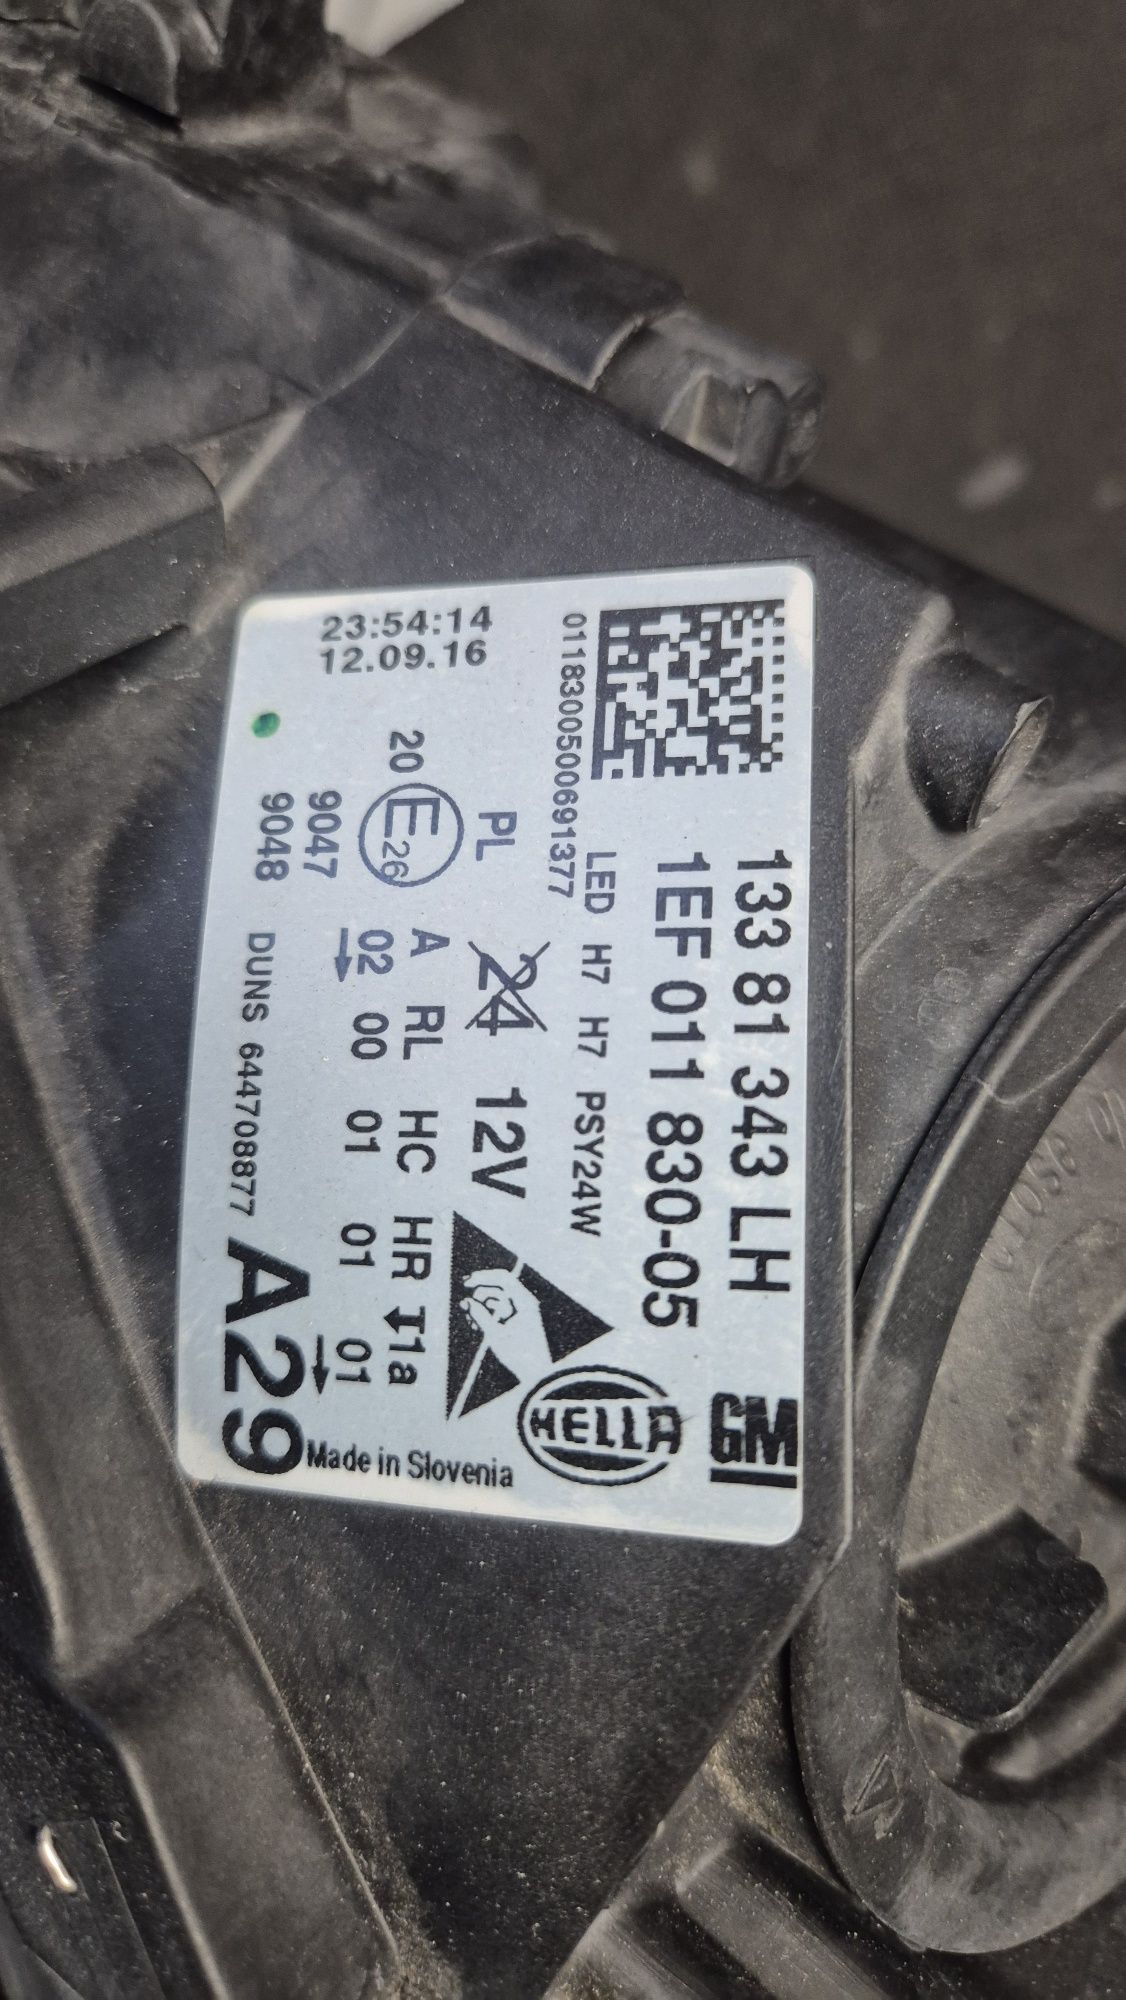 133 81 343 LH
GM
1EF 011 830-05
LED H7 H7 PSY24W
HELLA
0118300500691377
PL 24 12V
20 E26 A RL HC HR I1a
02 00 01 01 01
9047
9048
DUNS 644708877 A29
Made in Slovenia
23:54:14
12.09.16